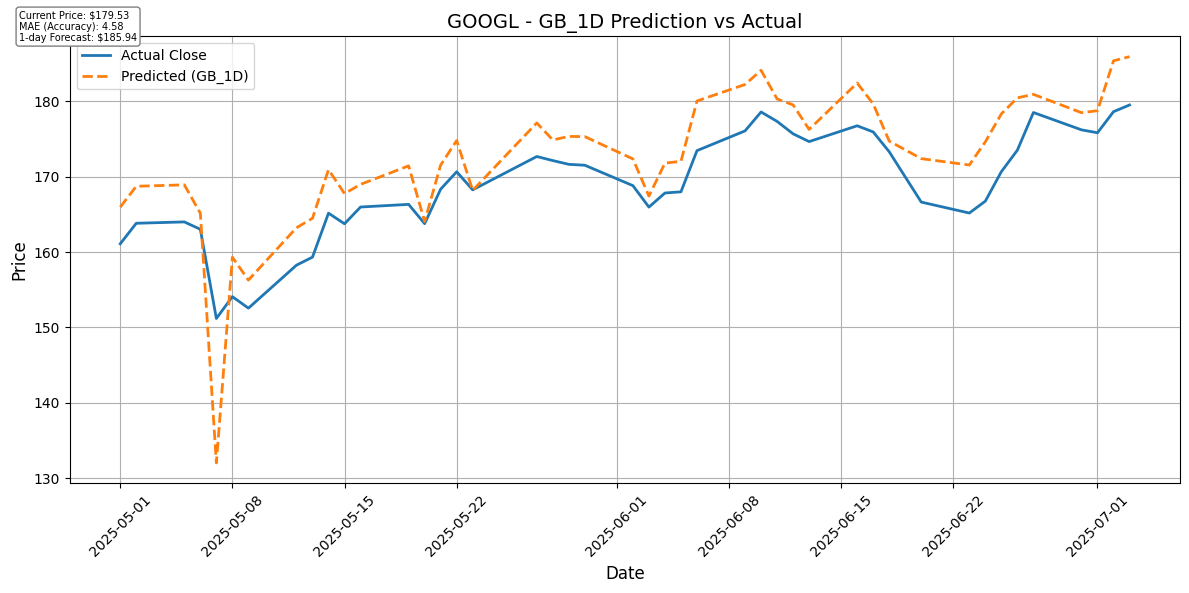 Current Price: $179.53
MAE (Accuracy): 4.58
1-day Forecast: $185.94
GOOGL - GB_1D Prediction vs Actual
Actual Close
Predicted (GB_1D)
Price
180
170
160
150
140
130
2025-05-01
2025-05-08
2025-05-15
2025-05-22
2025-06-01
2025-06-08
2025-06-15
2025-06-22
2025-07-01
Date